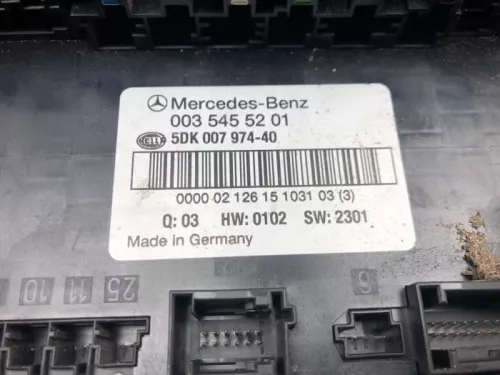 Mercedes-Benz
003 545 52 01
HELLA 5DK 007 974-40
0000 02 126 15 1031 03 (3)
Q: 03 HW: 0102 SW: 2301
Made in Germany
25 11 10
9